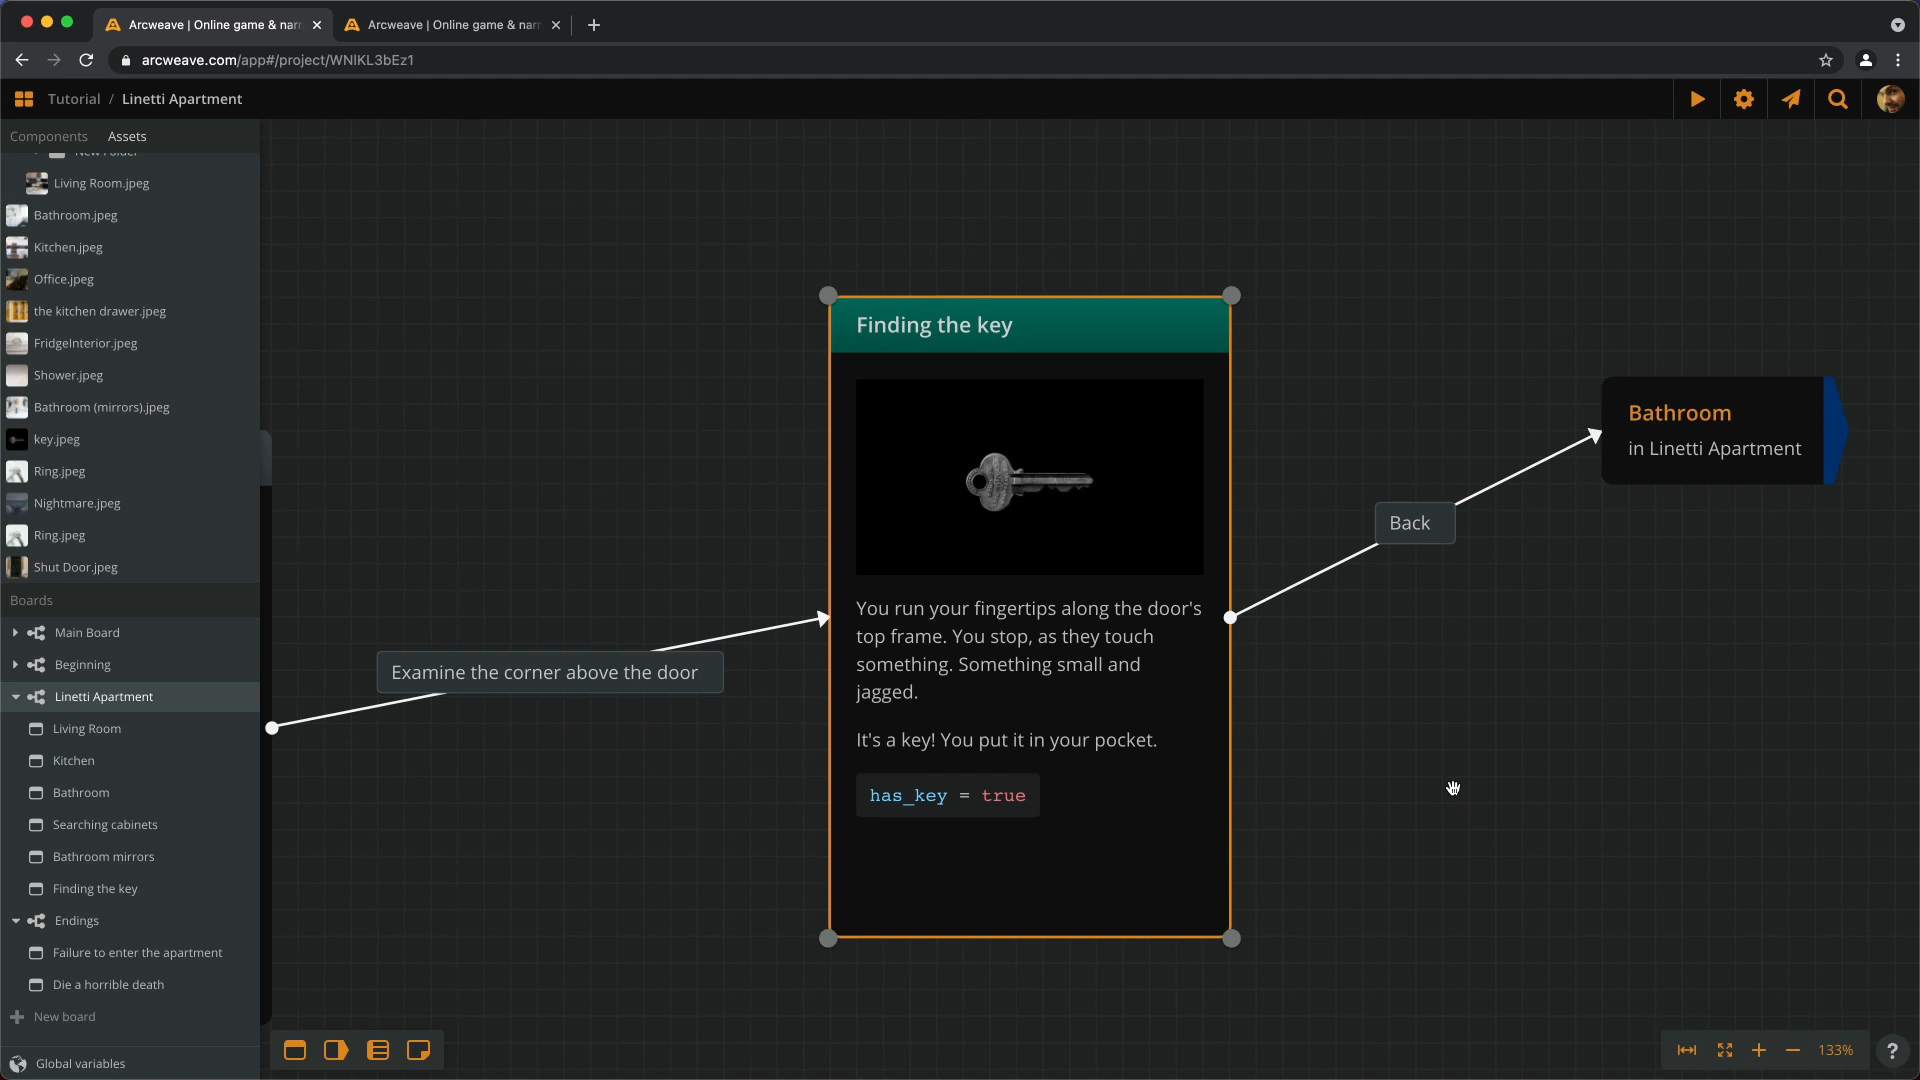 Arcweave | Online game & narr
Arcweave | Online game & narr
arcweave.com/app#/project/WNlKL3bEz1
Tutorial / Linetti Apartment
Components
Assets
New Folder
Living Room.jpeg
Bathroom.jpeg
Kitchen.jpeg
Office.jpeg
the kitchen drawer.jpeg
FridgeInterior.jpeg
Shower.jpeg
Bathroom (mirrors).jpeg
key.jpeg
Ring.jpeg
Nightmare.jpeg
Ring.jpeg
Shut Door.jpeg
Boards
Main Board
Beginning
Linetti Apartment
Living Room
Kitchen
Bathroom
Searching cabinets
Bathroom mirrors
Finding the key
Endings
Failure to enter the apartment
Die a horrible death
New board
Global variables
Examine the corner above the door
Finding the key
You run your fingertips along the door's
top frame. You stop, as they touch
something. Something small and
jagged.
It's a key! You put it in your pocket.
has_key = true
Back
Bathroom
in Linetti Apartment
133%
?